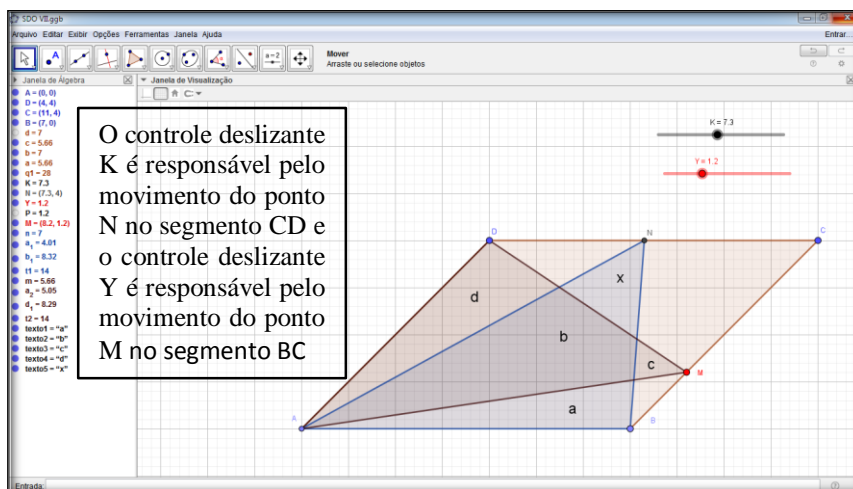 SDO VII.ggb
Arquivo Editar Exibir Opções Ferramentas Janela Ajuda
Entrar...
a=2
Mover
Arraste ou selecione objetos
Janela de Álgebra
Janela de Visualização
A = (0, 0)
D = (4, 4)
C = (11, 4)
B = (7, 0)
d = 7
c = 5.66
b = 7
a = 5.66
q1 = 28
K = 7.3
N = (7.3, 4)
Y = 1.2
P = 1.2
M = (8.2, 1.2)
n = 7
a₁ = 4.01
b₁ = 8.32
t1 = 14
m = 5.66
a₂ = 5.05
d₁ = 8.29
t2 = 14
texto1 = "a"
texto2 = "b"
texto3 = "c"
texto4 = "d"
texto5 = "x"
O controle deslizante
K é responsável pelo
movimento do ponto
N no segmento CD e
o controle deslizante
Y é responsável pelo
movimento do ponto
M no segmento BC
K = 7.3
Y = 1.2
D
N
C
x
d
b
c
M
a
A
B
Entrada: